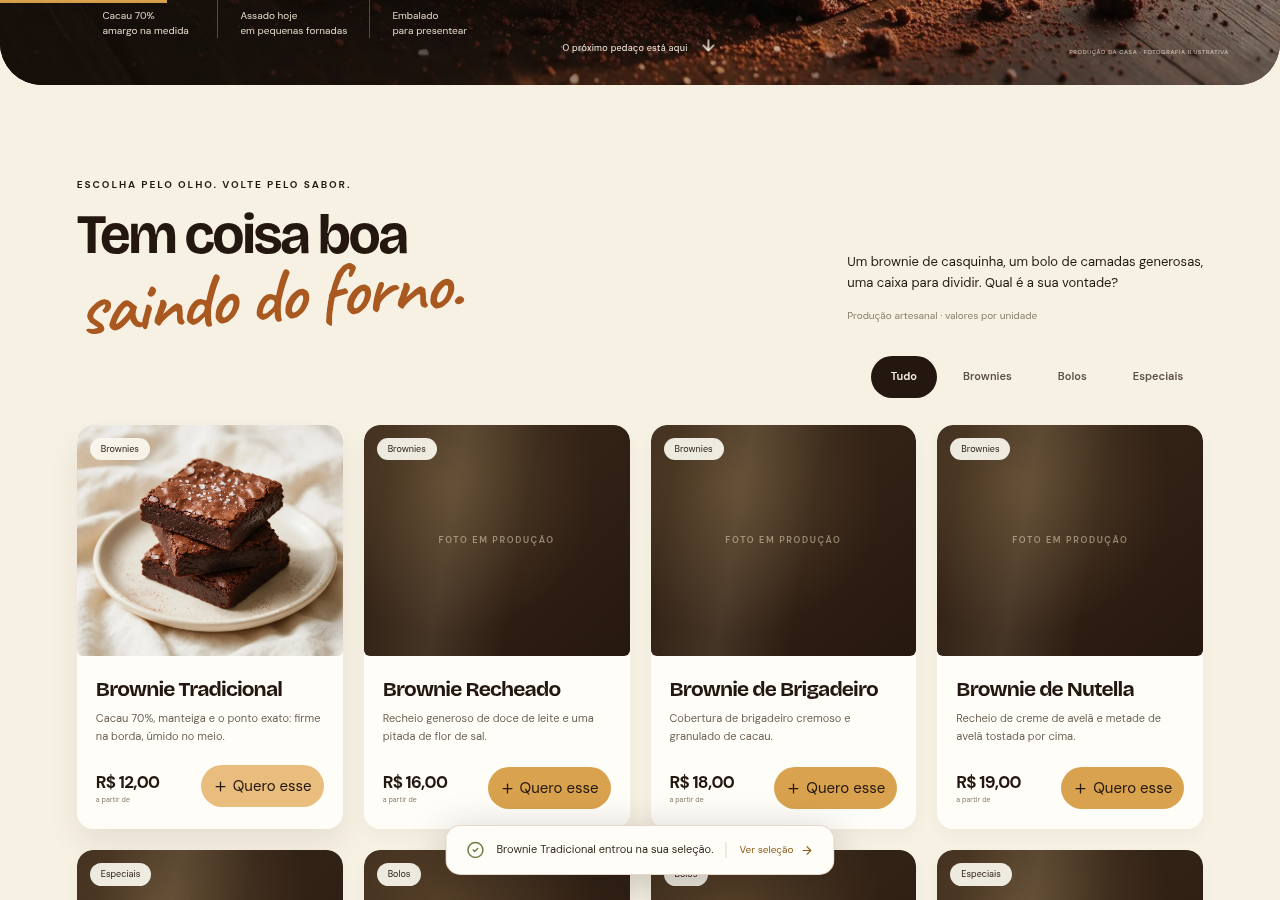 Cacau 70%
amargo na medida
Assado hoje
em pequenas fornadas
Embalado
para presentear
O próximo pedaço está aqui
PRODUÇÃO DA CASA · FOTOGRAFIA ILUSTRATIVA
ESCOLHA PELO OLHO. VOLTE PELO SABOR.
Tem coisa boa
saindo do forno.
Um brownie de casquinha, um bolo de camadas generosas,
uma caixa para dividir. Qual é a sua vontade?
Produção artesanal · valores por unidade
Tudo
Brownies
Bolos
Especiais
Brownies
Brownies
Brownies
Brownies
FOTO EM PRODUÇÃO
FOTO EM PRODUÇÃO
FOTO EM PRODUÇÃO
Brownie Tradicional
Cacau 70%, manteiga e o ponto exato: firme
na borda, úmido no meio.
R$ 12,00
a partir de
+ Quero esse
Brownie Recheado
Recheio generoso de doce de leite e uma
pitada de flor de sal.
R$ 16,00
a partir de
+ Quero esse
Brownie de Brigadeiro
Cobertura de brigadeiro cremoso e
granulado de cacau.
R$ 18,00
a partir de
+ Quero esse
Brownie de Nutella
Recheio de creme de avelã e metade de
avelã tostada por cima.
R$ 19,00
a partir de
+ Quero esse
Brownie Tradicional entrou na sua seleção.
Ver seleção →
Especiais
Bolos
Bolos
Especiais